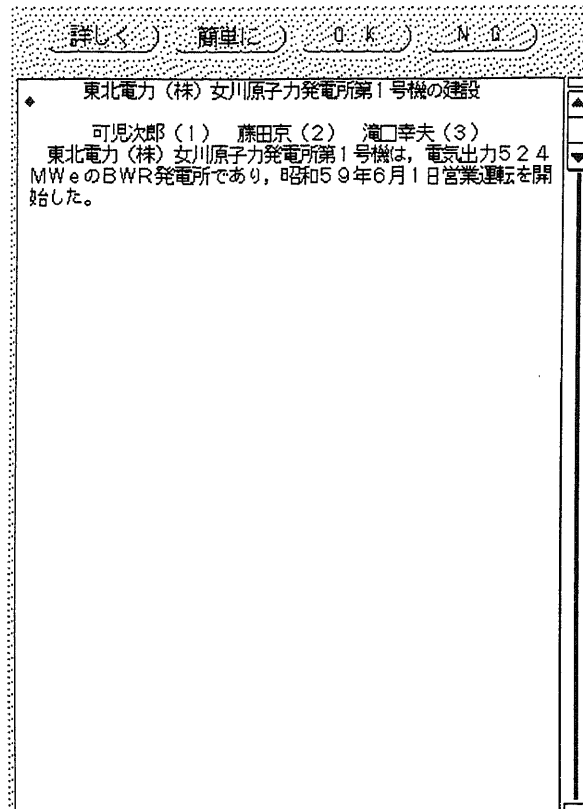 詳しく 簡単に OK NG
東北電力（株）女川原子力発電所第１号機の建設
可児次郎（１） 藤田京（２） 滝口幸夫（３）
東北電力（株）女川原子力発電所第１号機は，電気出力５２４
ＭＷｅのＢＷＲ発電所であり，昭和５９年６月１日営業運転を開
始した。